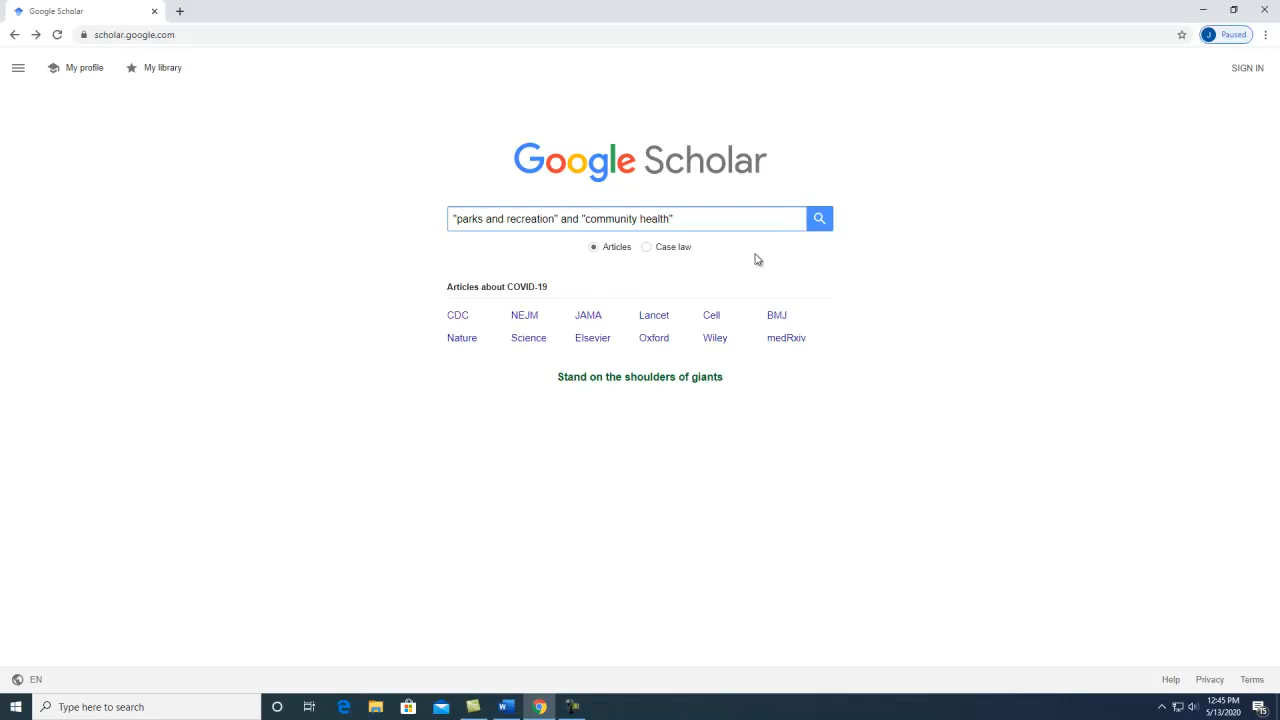 Google Scholar
scholar.google.com
J Paused
My profile
My library
SIGN IN
Google Scholar
"parks and recreation" and "community health"
Articles
Case law
Articles about COVID-19
CDC NEJM JAMA Lancet Cell BMJ
Nature Science Elsevier Oxford Wiley medRxiv
Stand on the shoulders of giants
EN
Help Privacy Terms
Type here to search
12:45 PM
5/13/2020
15